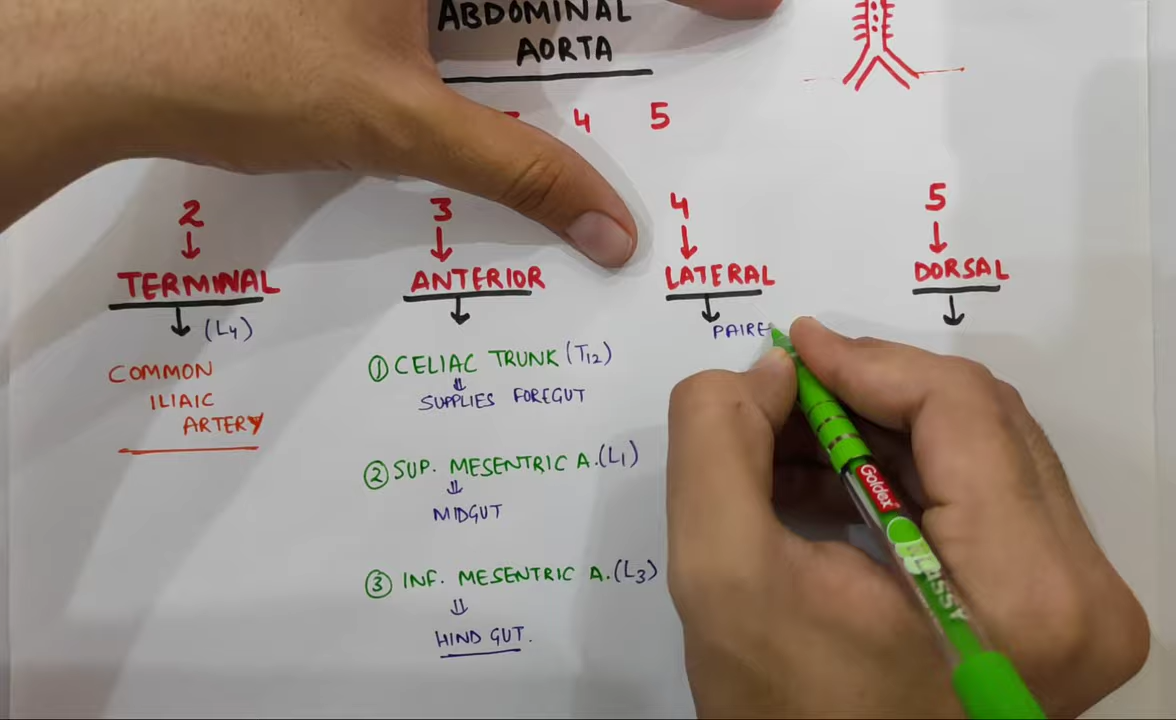 ABDOMINAL
AORTA
4 5
2 3 4 5
TERMINAL ANTERIOR LATERAL DORSAL
(L4) PAIRE
COMMON
ILIAIC
ARTERY
① CELIAC TRUNK (T12)
SUPPLIES FOREGUT
② SUP. MESENTRIC A. (L1)
MIDGUT
③ INF. MESENTRIC A. (L3)
HIND GUT.
Goldex
KLASSY